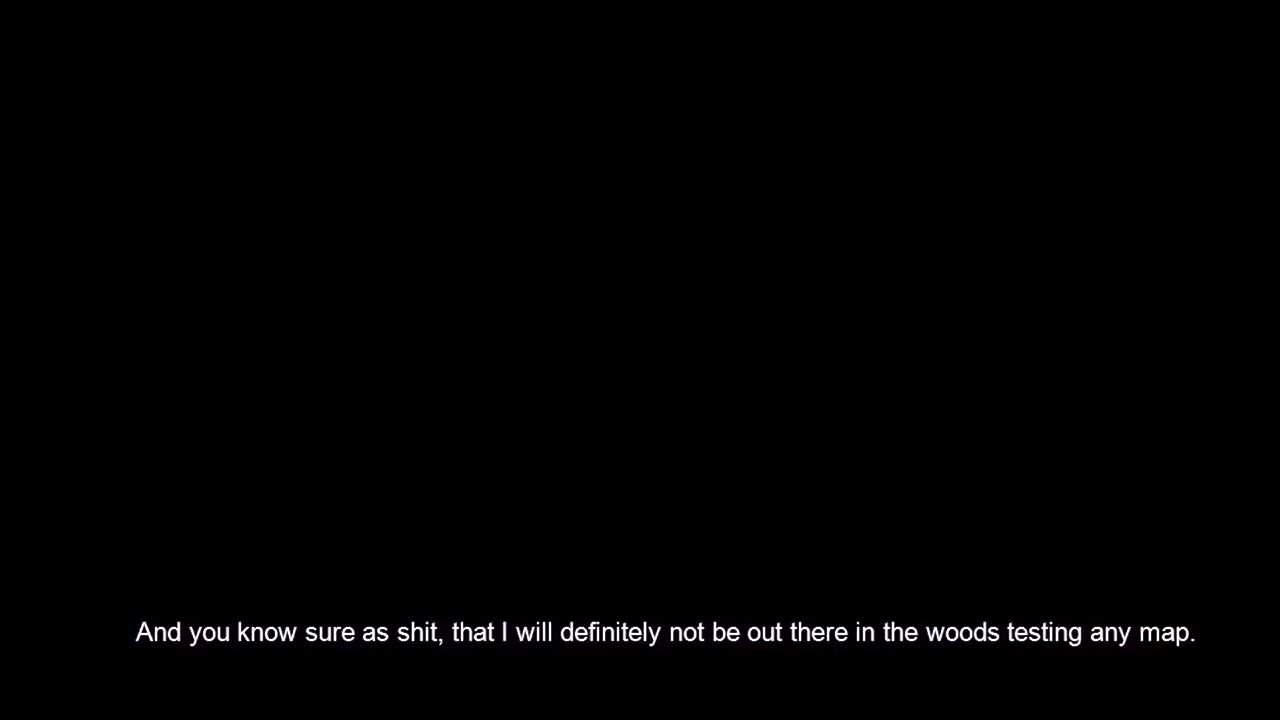 And you know sure as shit, that I will definitely not be out there in the woods testing any map.